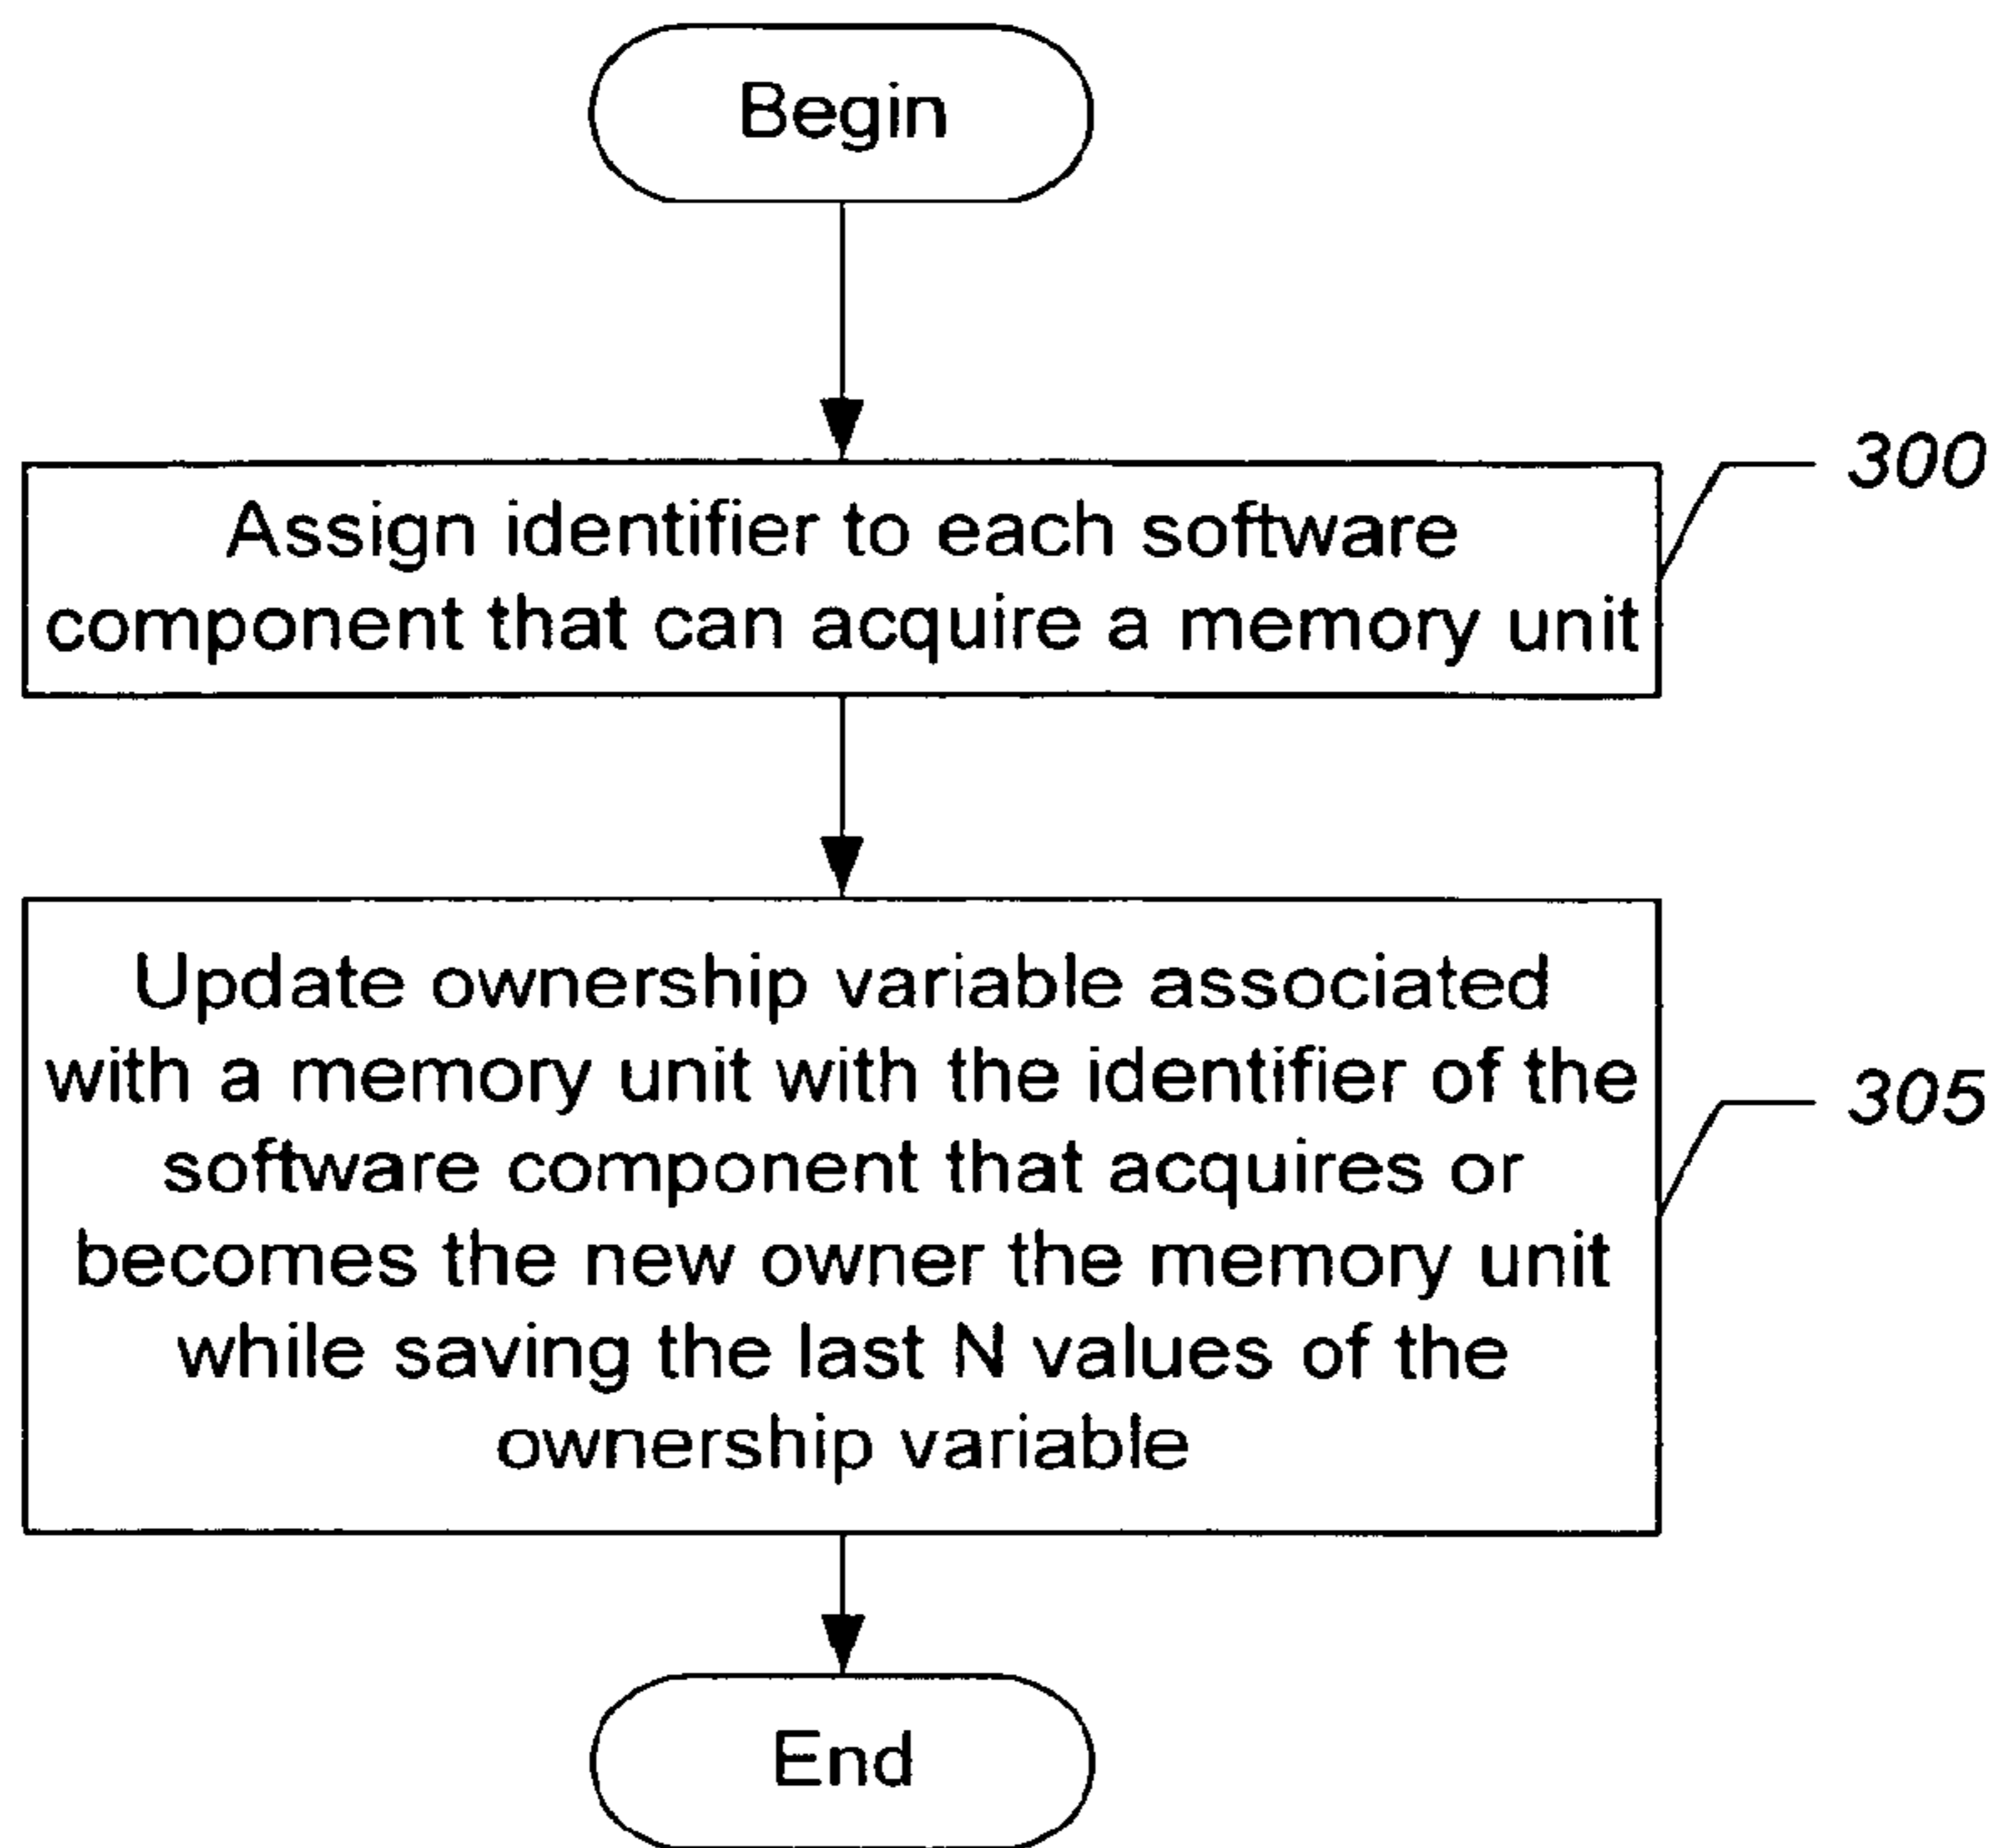 Begin
300
Assign identifier to each software
component that can acquire a memory unit
Update ownership variable associated
with a memory unit with the identifier of the
software component that acquires or
becomes the new owner the memory unit
while saving the last N values of the
ownership variable
305
End